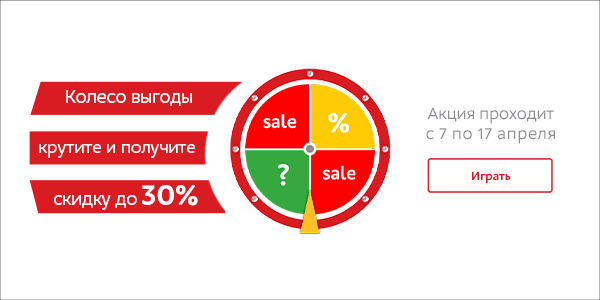 Колесо выгоды
крутите и получите
скидку до 30%
sale
%
?
sale
Акция проходит
с 7 по 17 апреля
Играть